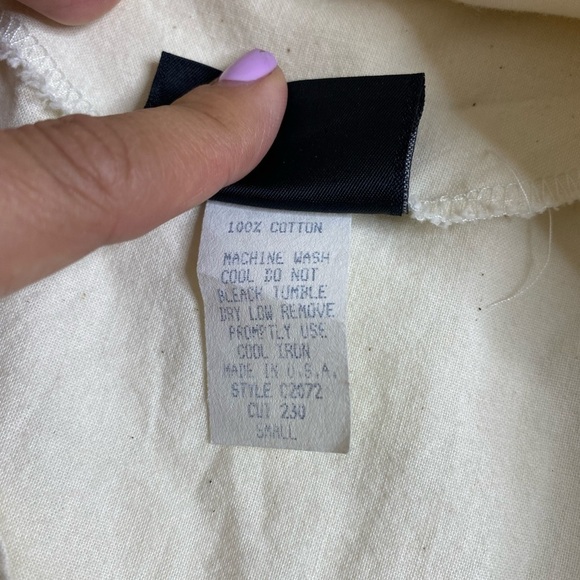 100% COTTON
MACHINE WASH
COOL DO NOT
BLEACH TUMBLE
DRY LOW REMOVE
PROMPTLY USE
COOL IRON
MADE IN U.S.A.
STYLE C2072
CUT 230
SMALL